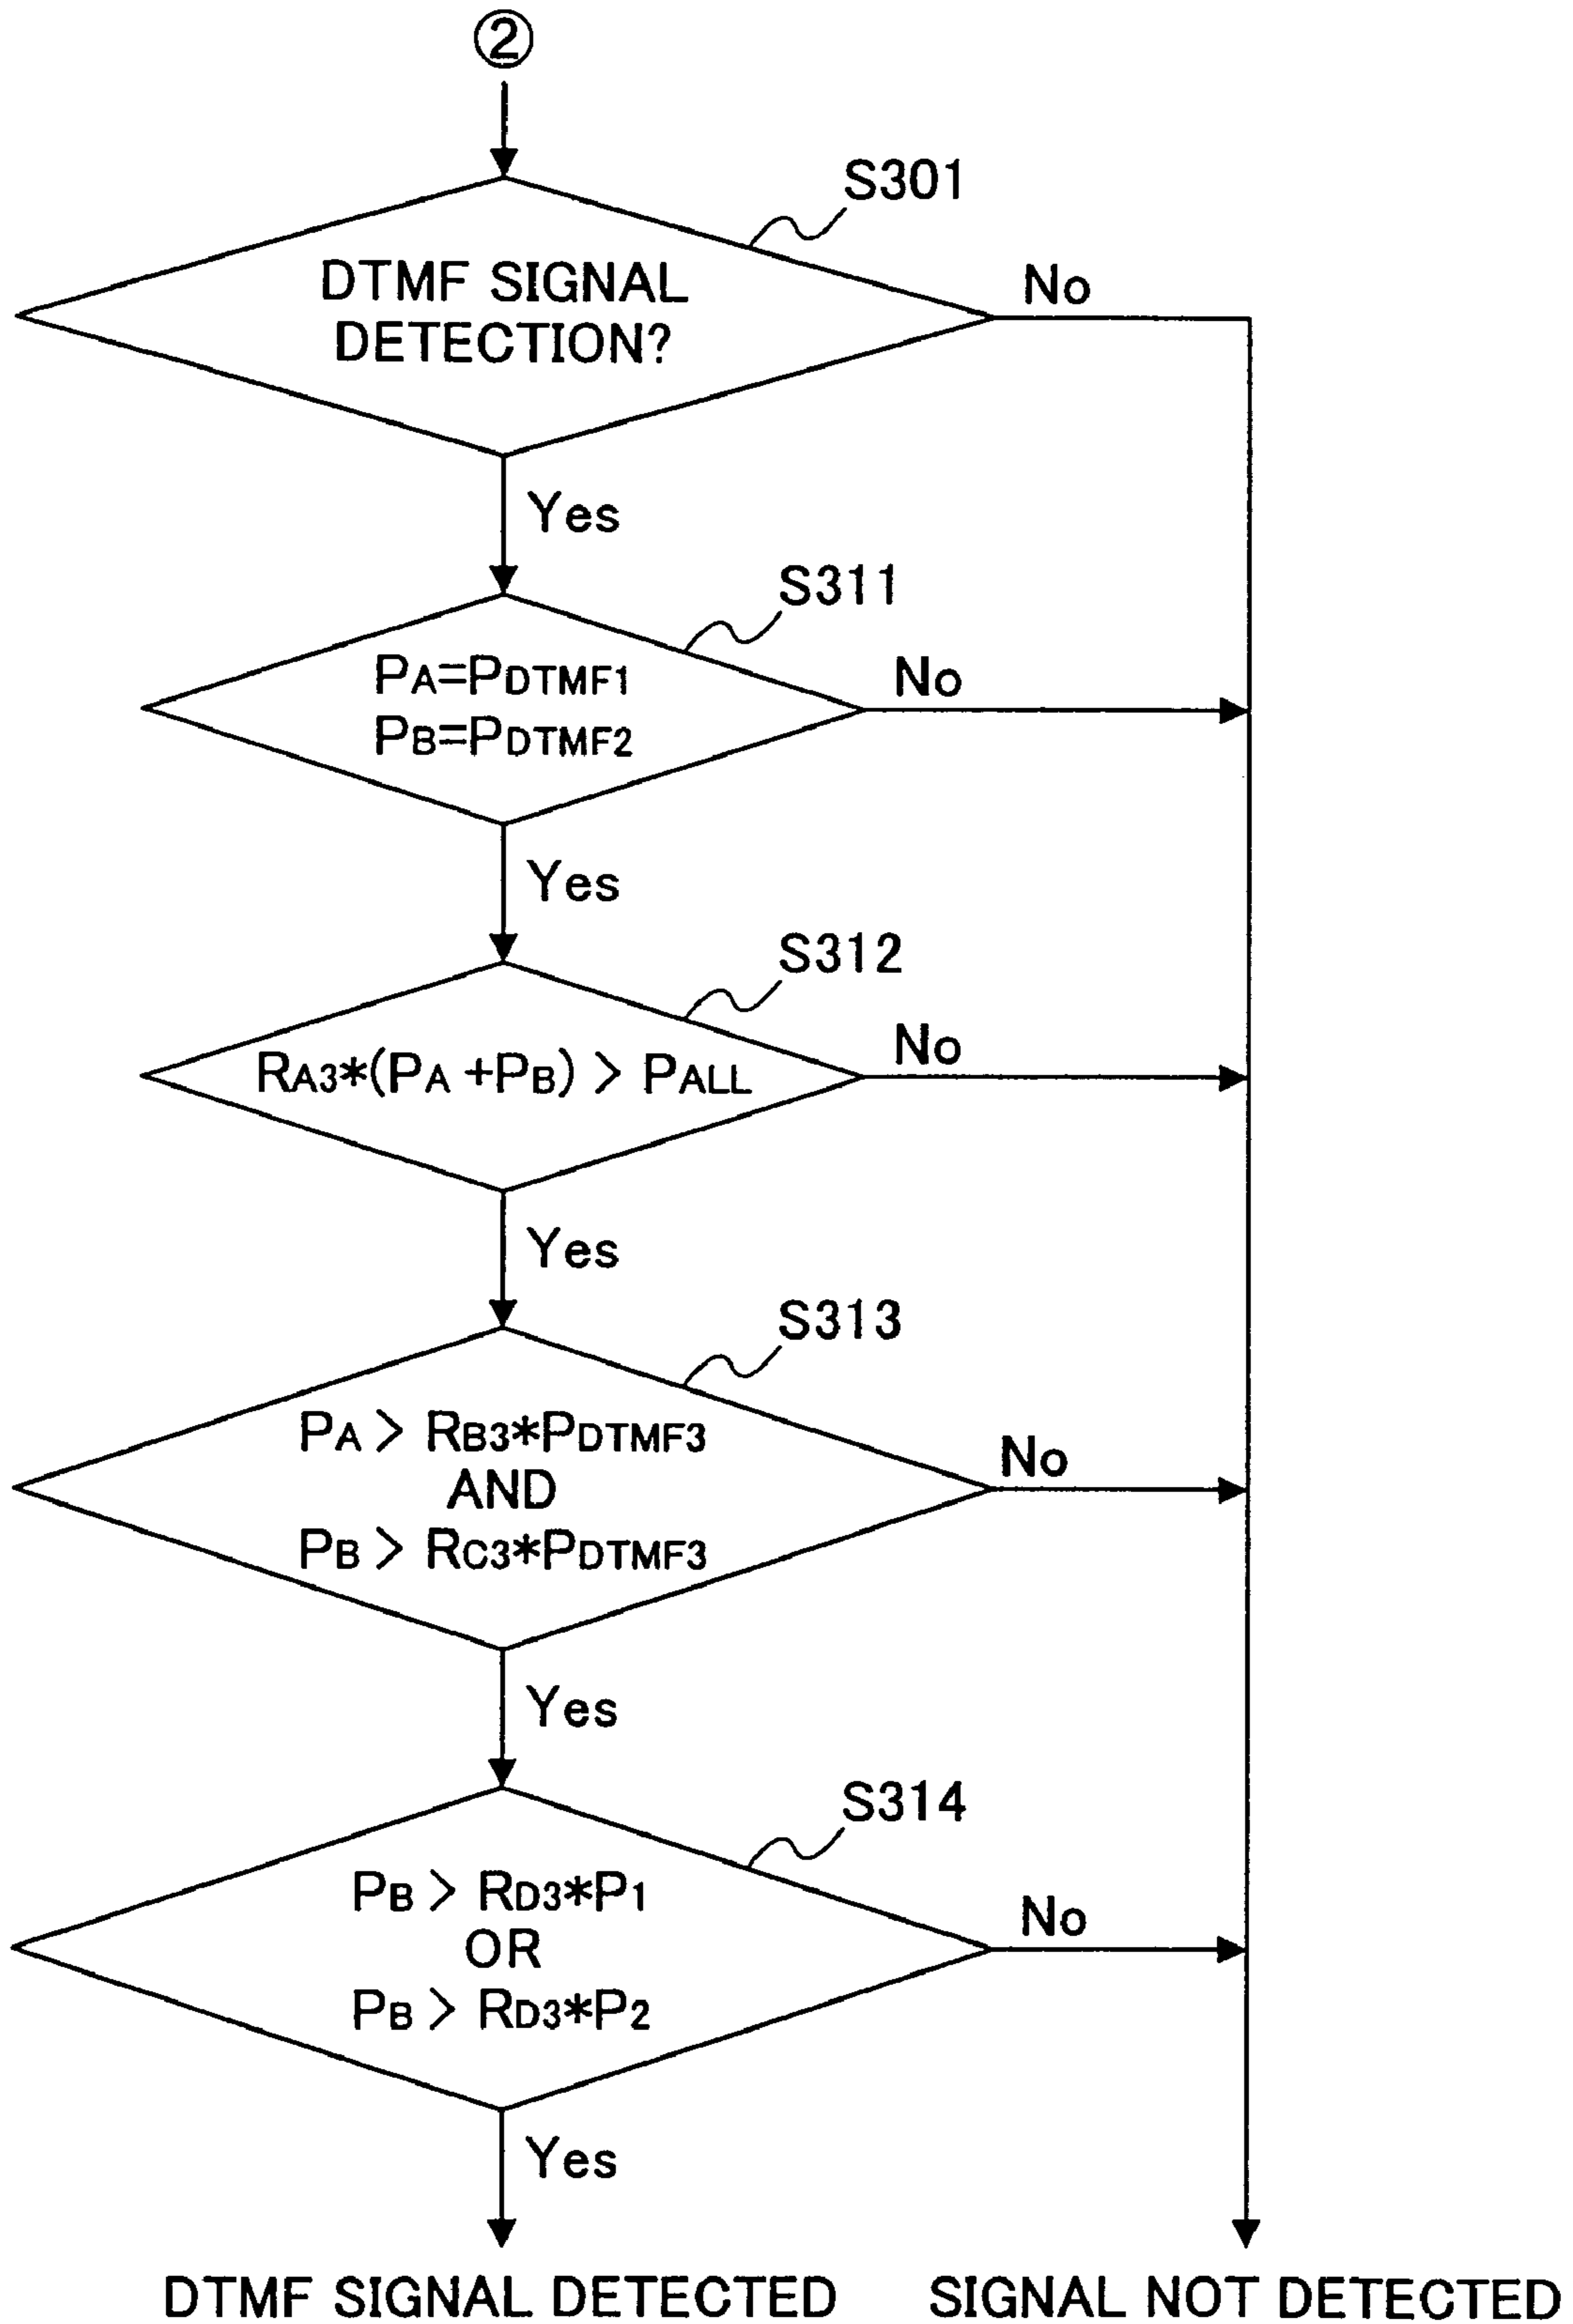 ②
S301
DTMF SIGNAL
DETECTION?
No
Yes
S311
PA=PDTMF1
PB=PDTMF2
No
Yes
S312
RA3*(PA +PB) > PALL
No
Yes
S313
PA > RB3*PDTMF3
AND
PB > RC3*PDTMF3
No
Yes
S314
PB > RD3*P1
OR
PB > RD3*P2
No
Yes
DTMF SIGNAL DETECTED
SIGNAL NOT DETECTED